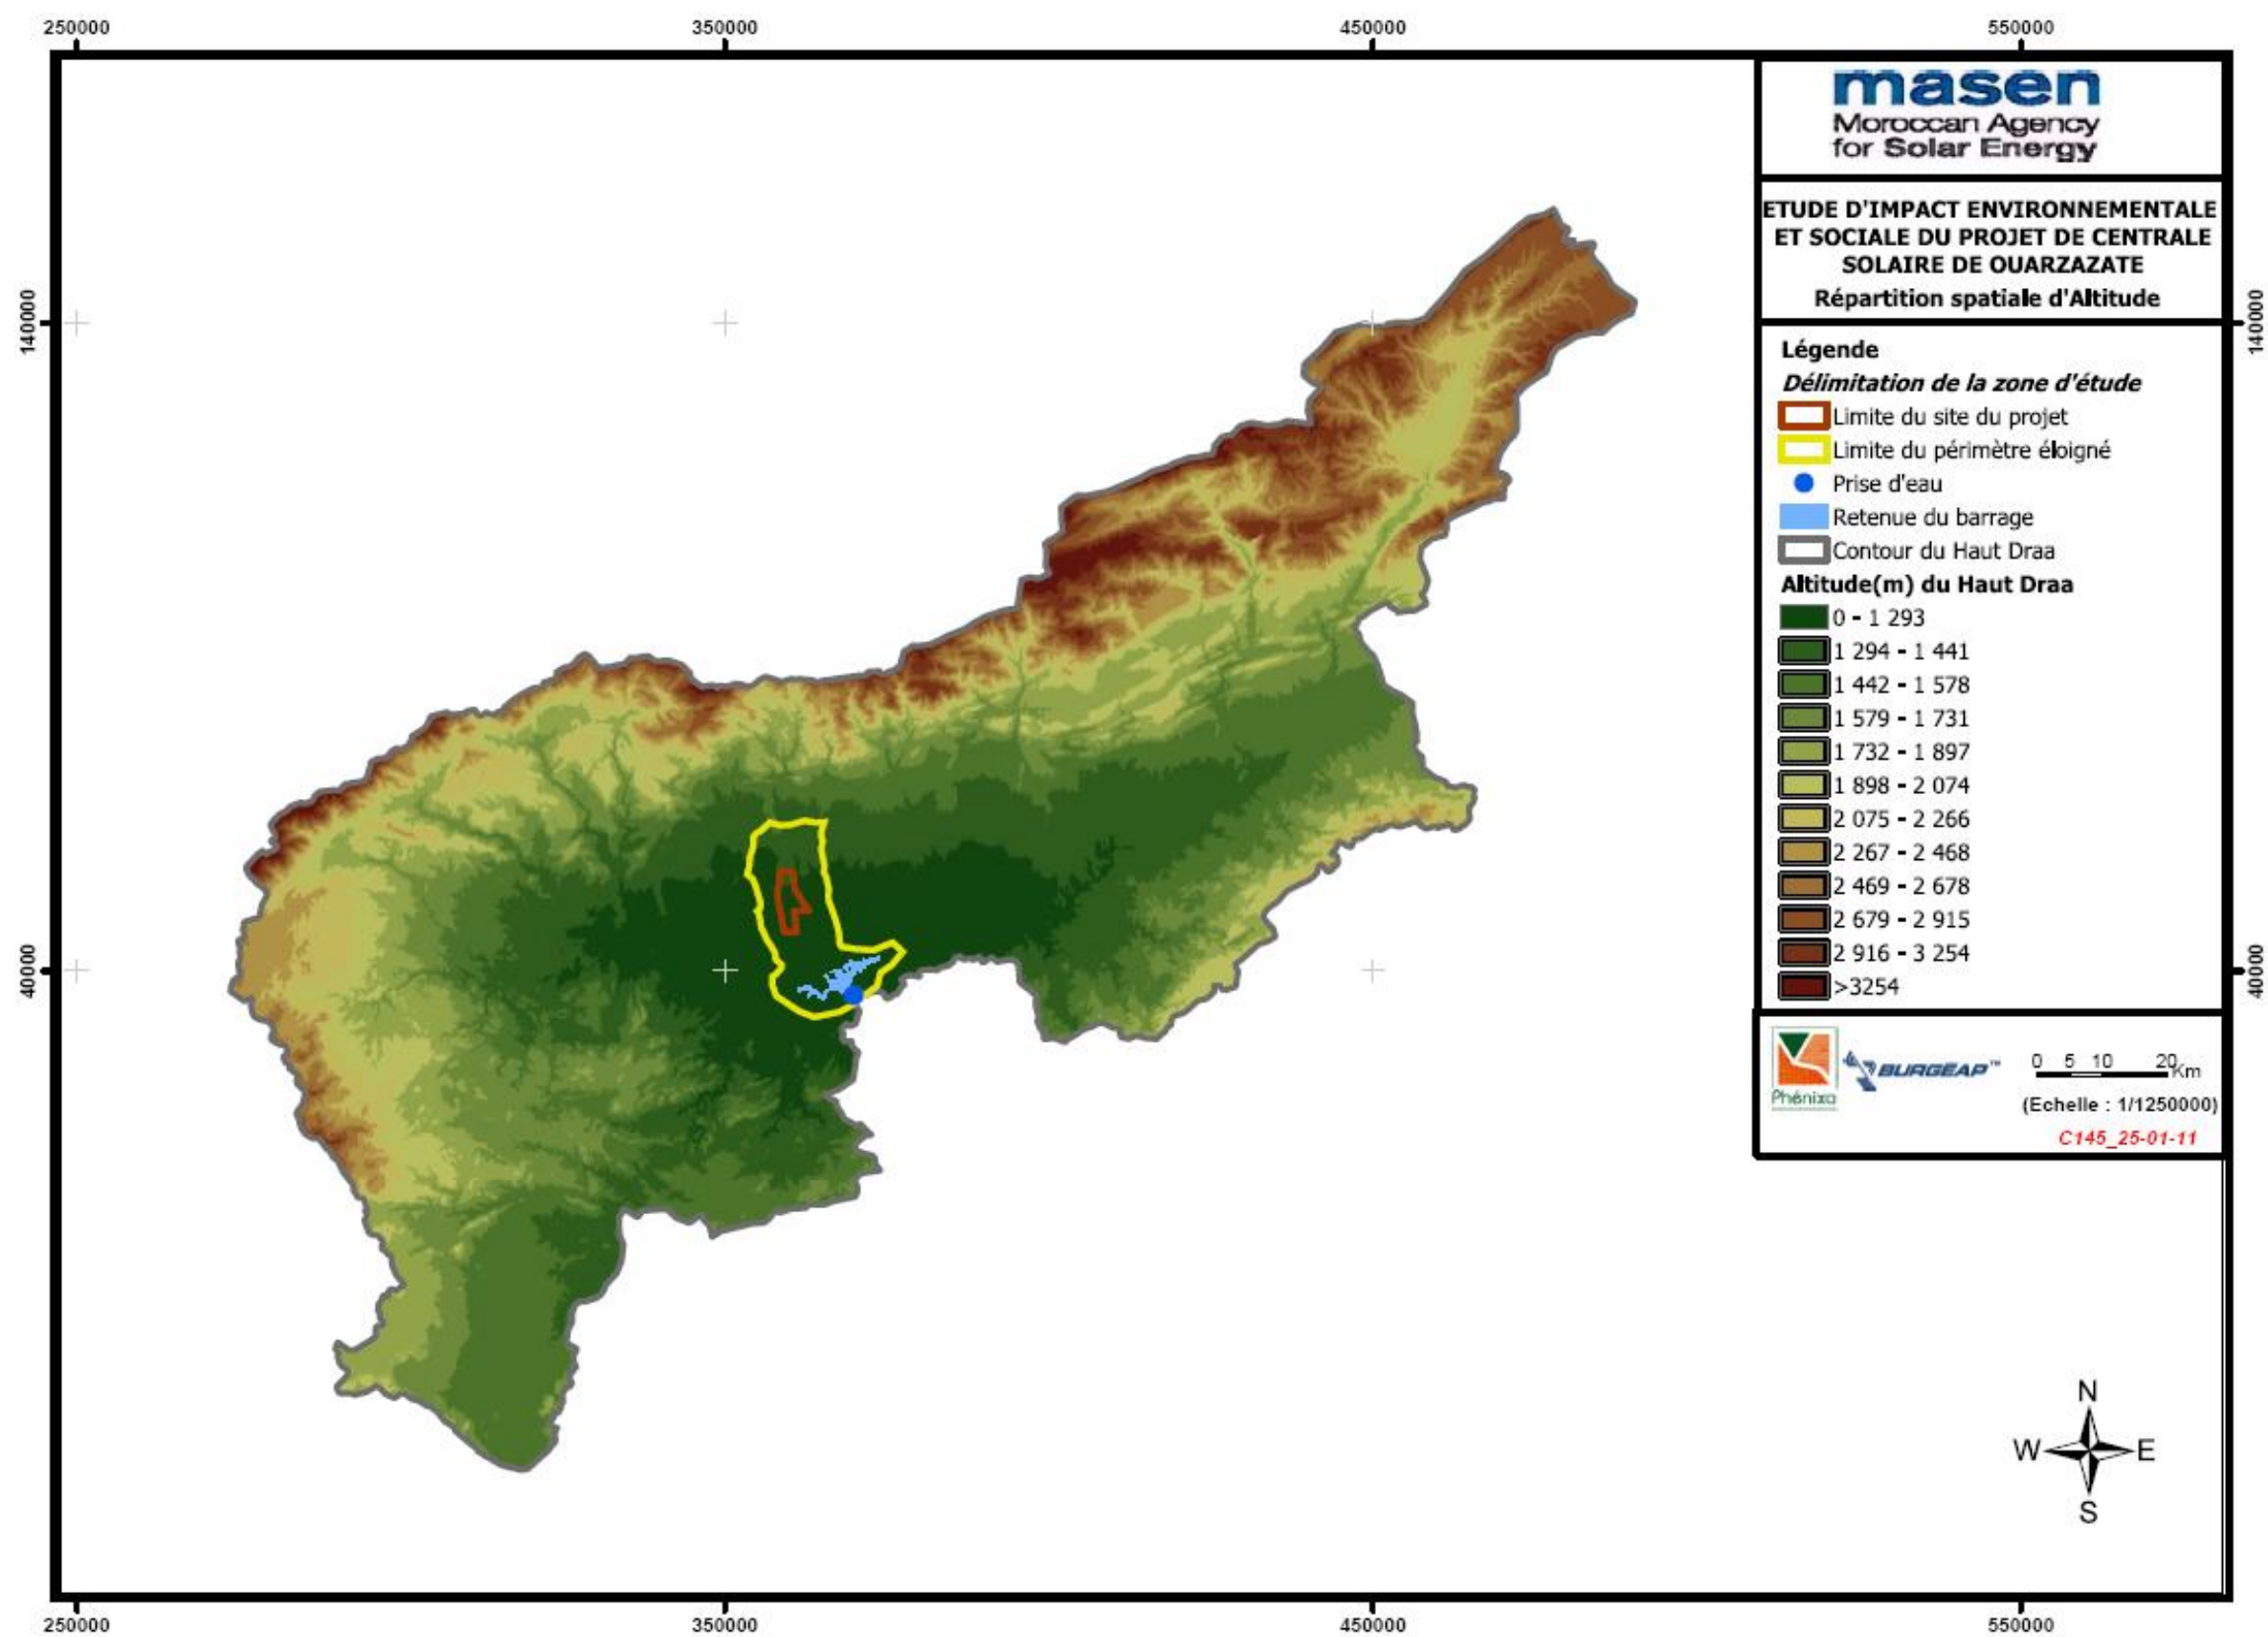 250000 350000 450000 550000
masen
Moroccan Agency
for Solar Energy
ETUDE D'IMPACT ENVIRONNEMENTALE
ET SOCIALE DU PROJET DE CENTRALE
SOLAIRE DE OUARZAZATE
Répartition spatiale d'Altitude
140000 140000
Légende
Délimitation de la zone d'étude
Limite du site du projet
Limite du périmètre éloigné
Prise d'eau
Retenue du barrage
Contour du Haut Draa
Altitude(m) du Haut Draa
0 - 1 293
1 294 - 1 441
1 442 - 1 578
1 579 - 1 731
1 732 - 1 897
1 898 - 2 074
2 075 - 2 266
2 267 - 2 468
2 469 - 2 678
2 679 - 2 915
2 916 - 3 254
>3254
40000 40000
Phénixa
BURGEAP™
0 5 10 20 Km
(Echelle : 1/1250000)
C145_25-01-11
N
W E
S
250000 350000 450000 550000